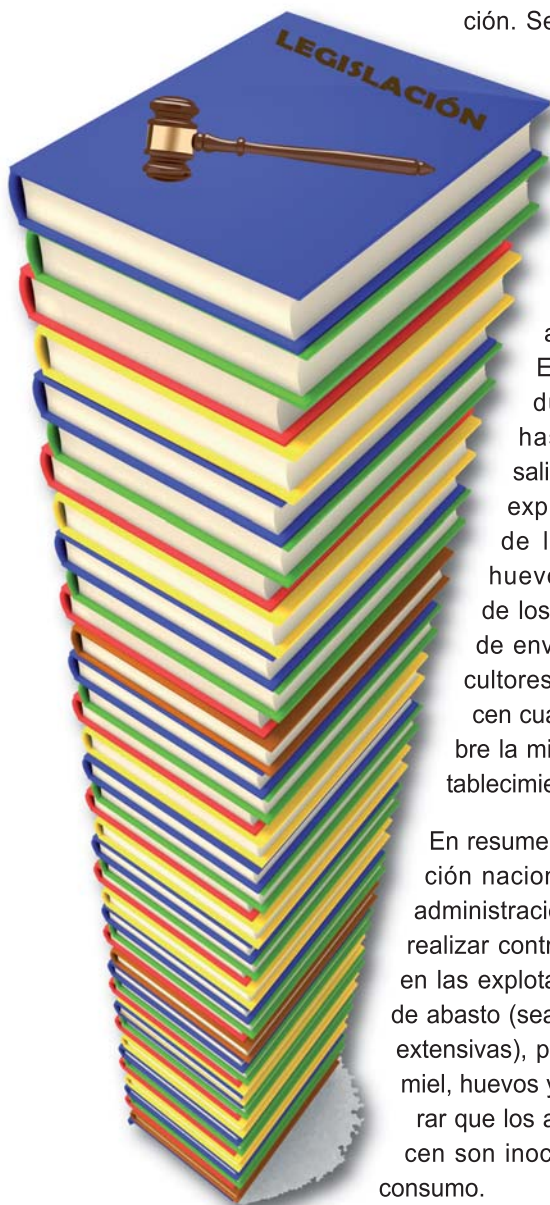 ción. Se
LEGISLACIÓN
a
E
du
has
sali
exp
de l
huevo
de los
de env
cultores
cen cua
bre la mi
tablecimie
En resume
ción nacion
administració
realizar contr
en las explota
de abasto (sea
extensivas), p
miel, huevos y
rar que los a
cen son inoc
consumo.